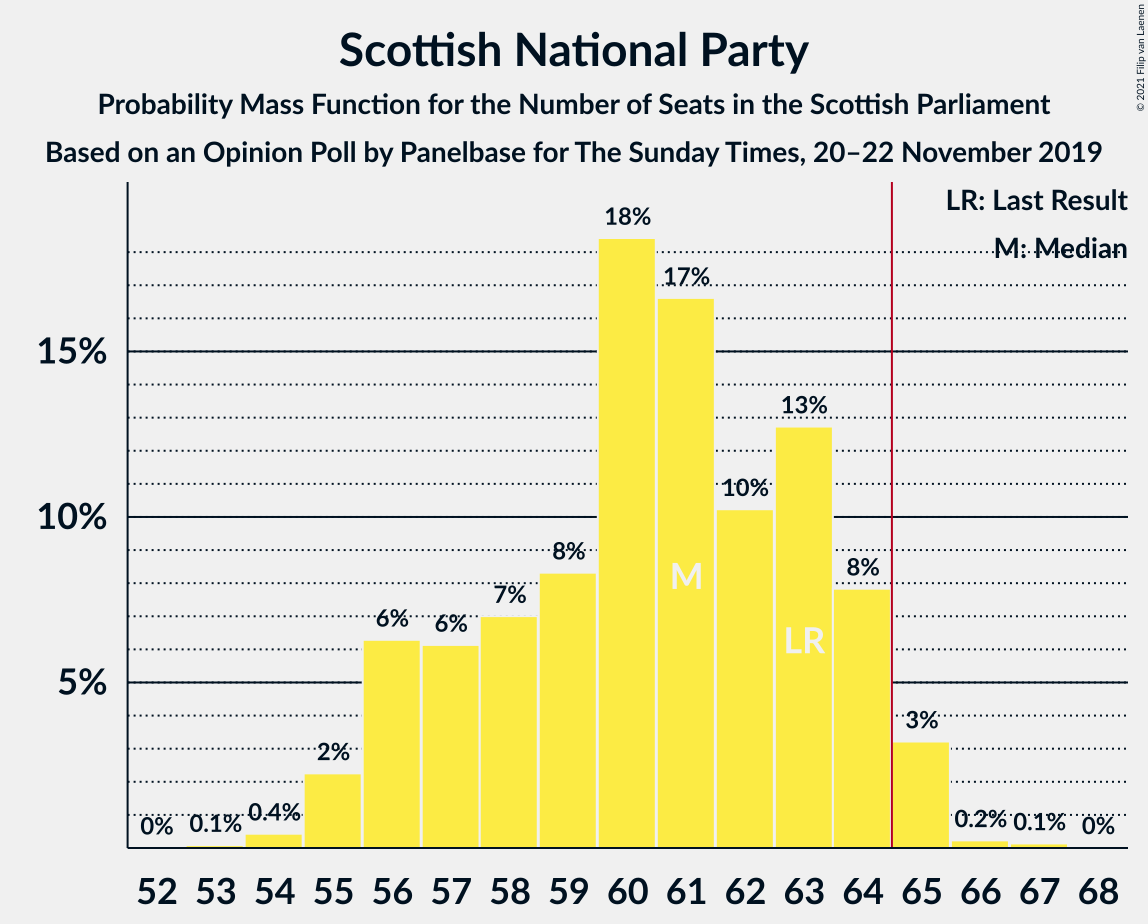 Scottish National Party
Probability Mass Function for the Number of Seats in the Scottish Parliament
Based on an Opinion Poll by Panelbase for The Sunday Times, 20–22 November 2019
© 2021 Filip van Laenen
LR: Last Result
M: Median
15%
10%
5%
0%
0.1%
0.4%
2%
6%
6%
7%
8%
18%
17%
10%
13%
8%
3%
0.2%
0.1%
0%
M
LR
52 53 54 55 56 57 58 59 60 61 62 63 64 65 66 67 68